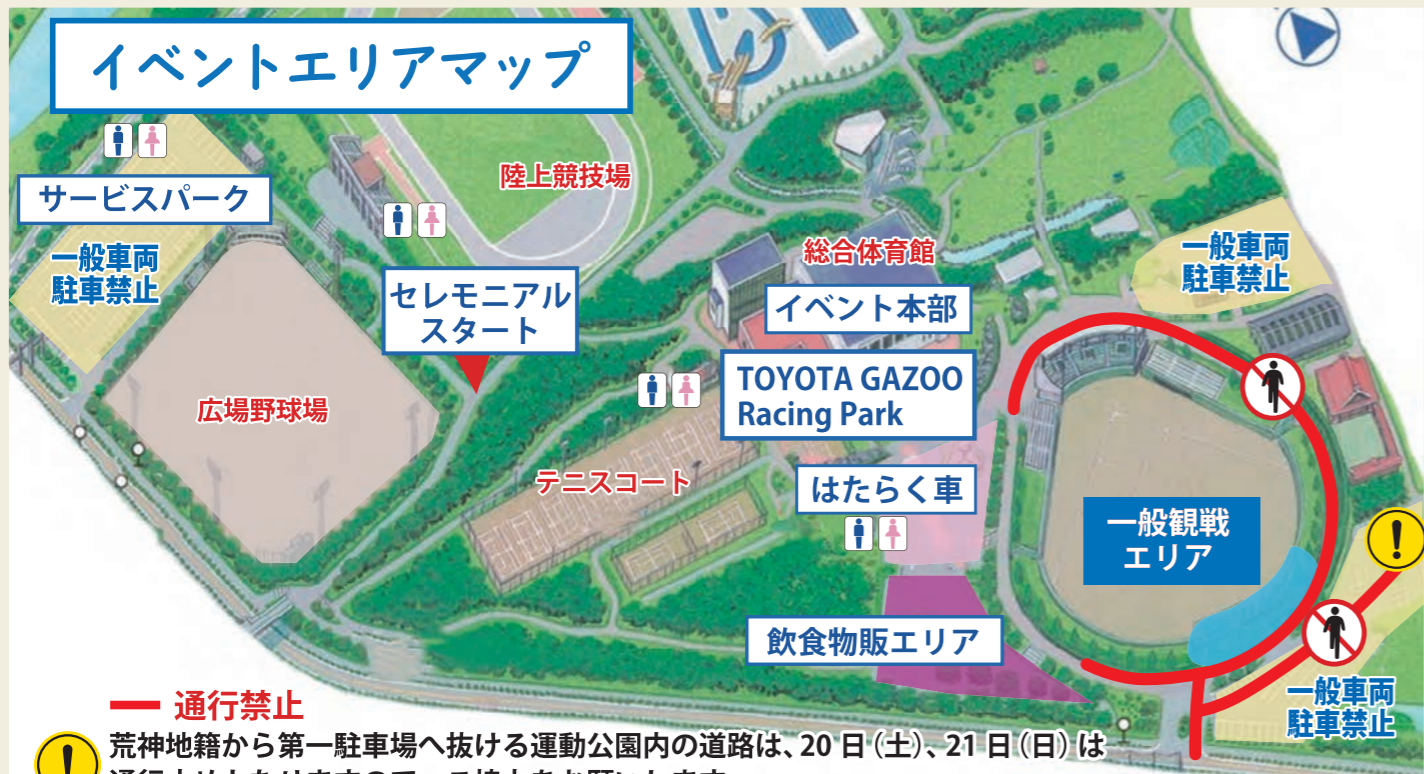 イベントエリアマップ
陸上競技場
サービスパーク
一般車両
駐車禁止
セレモニアル
スタート
総合体育館
イベント本部
一般車両
駐車禁止
TOYOTA GAZOO
Racing Park
広場野球場
テニスコート
はたらく車
一般観戦
エリア
飲食物販エリア
一般車両
駐車禁止
通行禁止
荒神地籍から第一駐車場へ抜ける運動公園内の道路は、20日(土)、21日(日)は